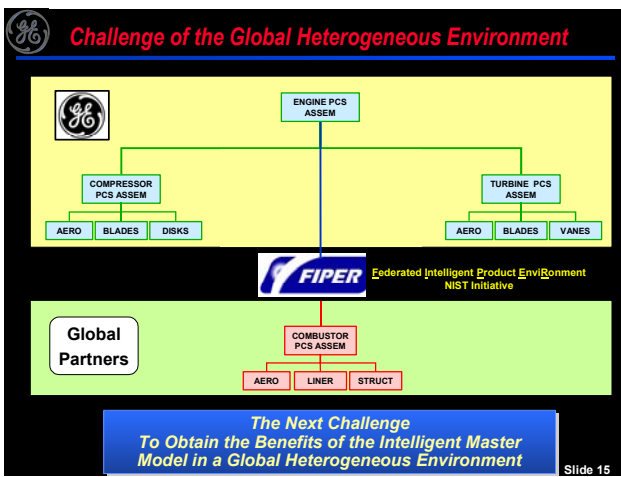 Challenge of the Global Heterogeneous Environment
ENGINE PCS
ASSEM
COMPRESSOR
PCS ASSEM
TURBINE PCS
ASSEM
AERO
BLADES
DISKS
AERO
BLADES
VANES
FIPER
Federated Intelligent Product EnviRonment
NIST Initiative
Global
Partners
COMBUSTOR
PCS ASSEM
AERO
LINER
STRUCT
The Next Challenge
To Obtain the Benefits of the Intelligent Master
Model in a Global Heterogeneous Environment
Slide 15